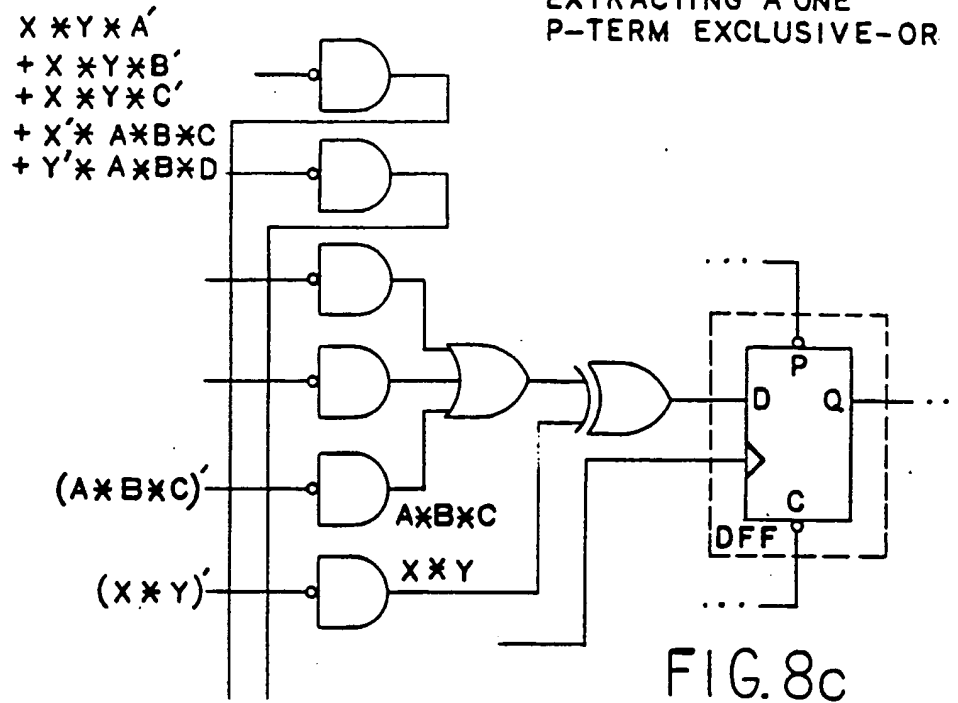 EXTRACTING A ONE
P-TERM EXCLUSIVE-OR
X*Y*A′
+ X*Y*B′
+ X*Y*C′
+ X′* A*B*C
+ Y′* A*B*D
...
P
D
Q
...
(A*B*C)′
A*B*C
C
DFF
(X*Y)′
X*Y
...
FIG. 8c